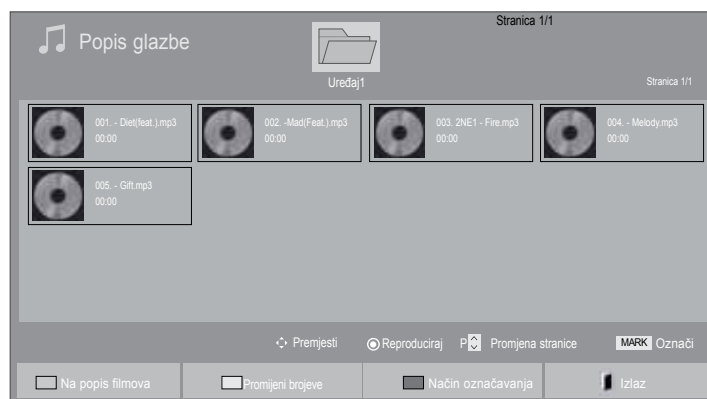 Stranica 1/1
Popis glazbe
Uređaj1
Stranica 1/1
001. - Diet(feat.).mp3
00:00
002. -Mad(Feat.).mp3
00:00
003. 2NE1 - Fire.mp3
00:00
004. - Melody.mp3
00:00
005. - Gift.mp3
00:00
Premjesti
Reproduciraj
P Promjena stranice
MARK Označi
Na popis filmova
Promijeni brojeve
Način označavanja
Izlaz